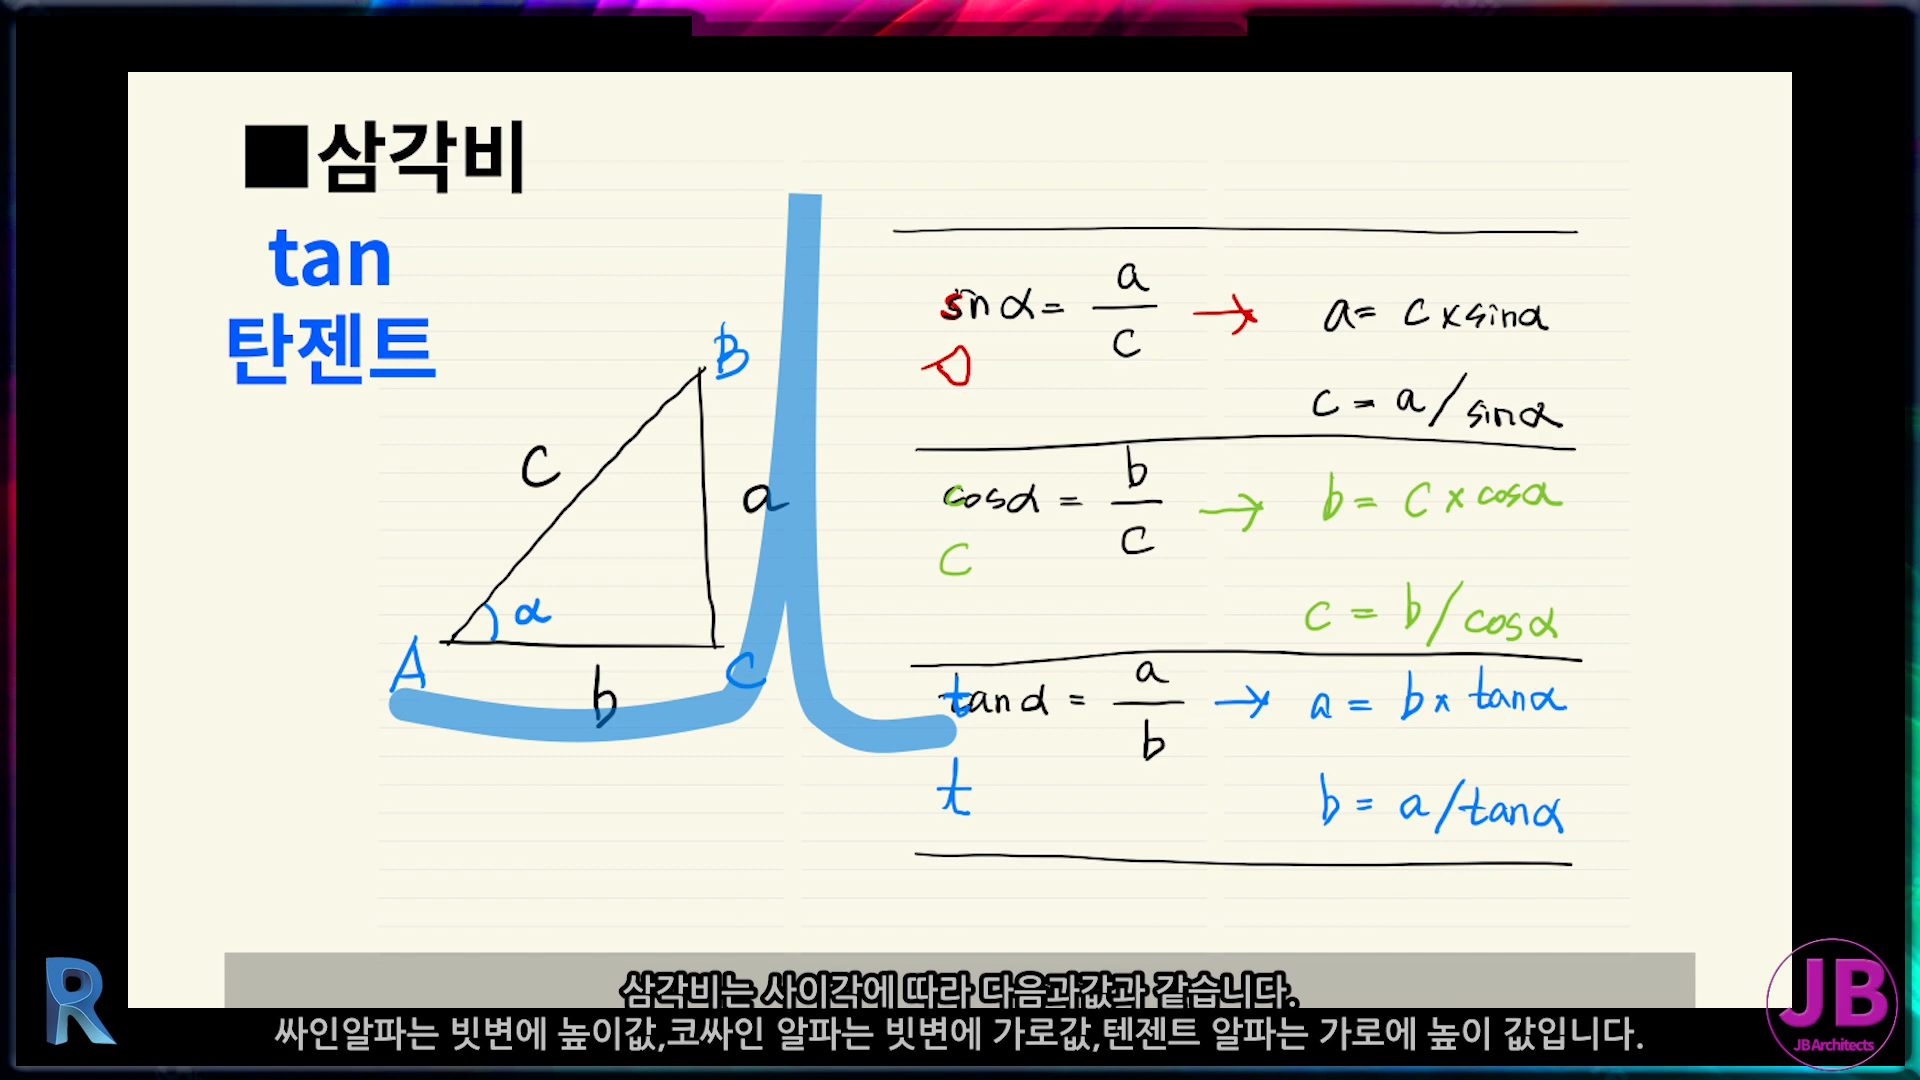 ■삼각비
tan
탄젠트
B
c
a
α
A
C
b
sinα = a/c → a = c × sinα
c = a/sinα
cosα = b/c → b = c × cosα
C
c = b/cosα
tanα = a/b → a = b × tanα
t
b = a/tanα
삼각비는 사이각에 따라 다음과값과 같습니다.
싸인알파는 빗변에 높이값,코싸인 알파는 빗변에 가로값,텐젠트 알파는 가로에 높이 값입니다.
R
JB
JB Architects